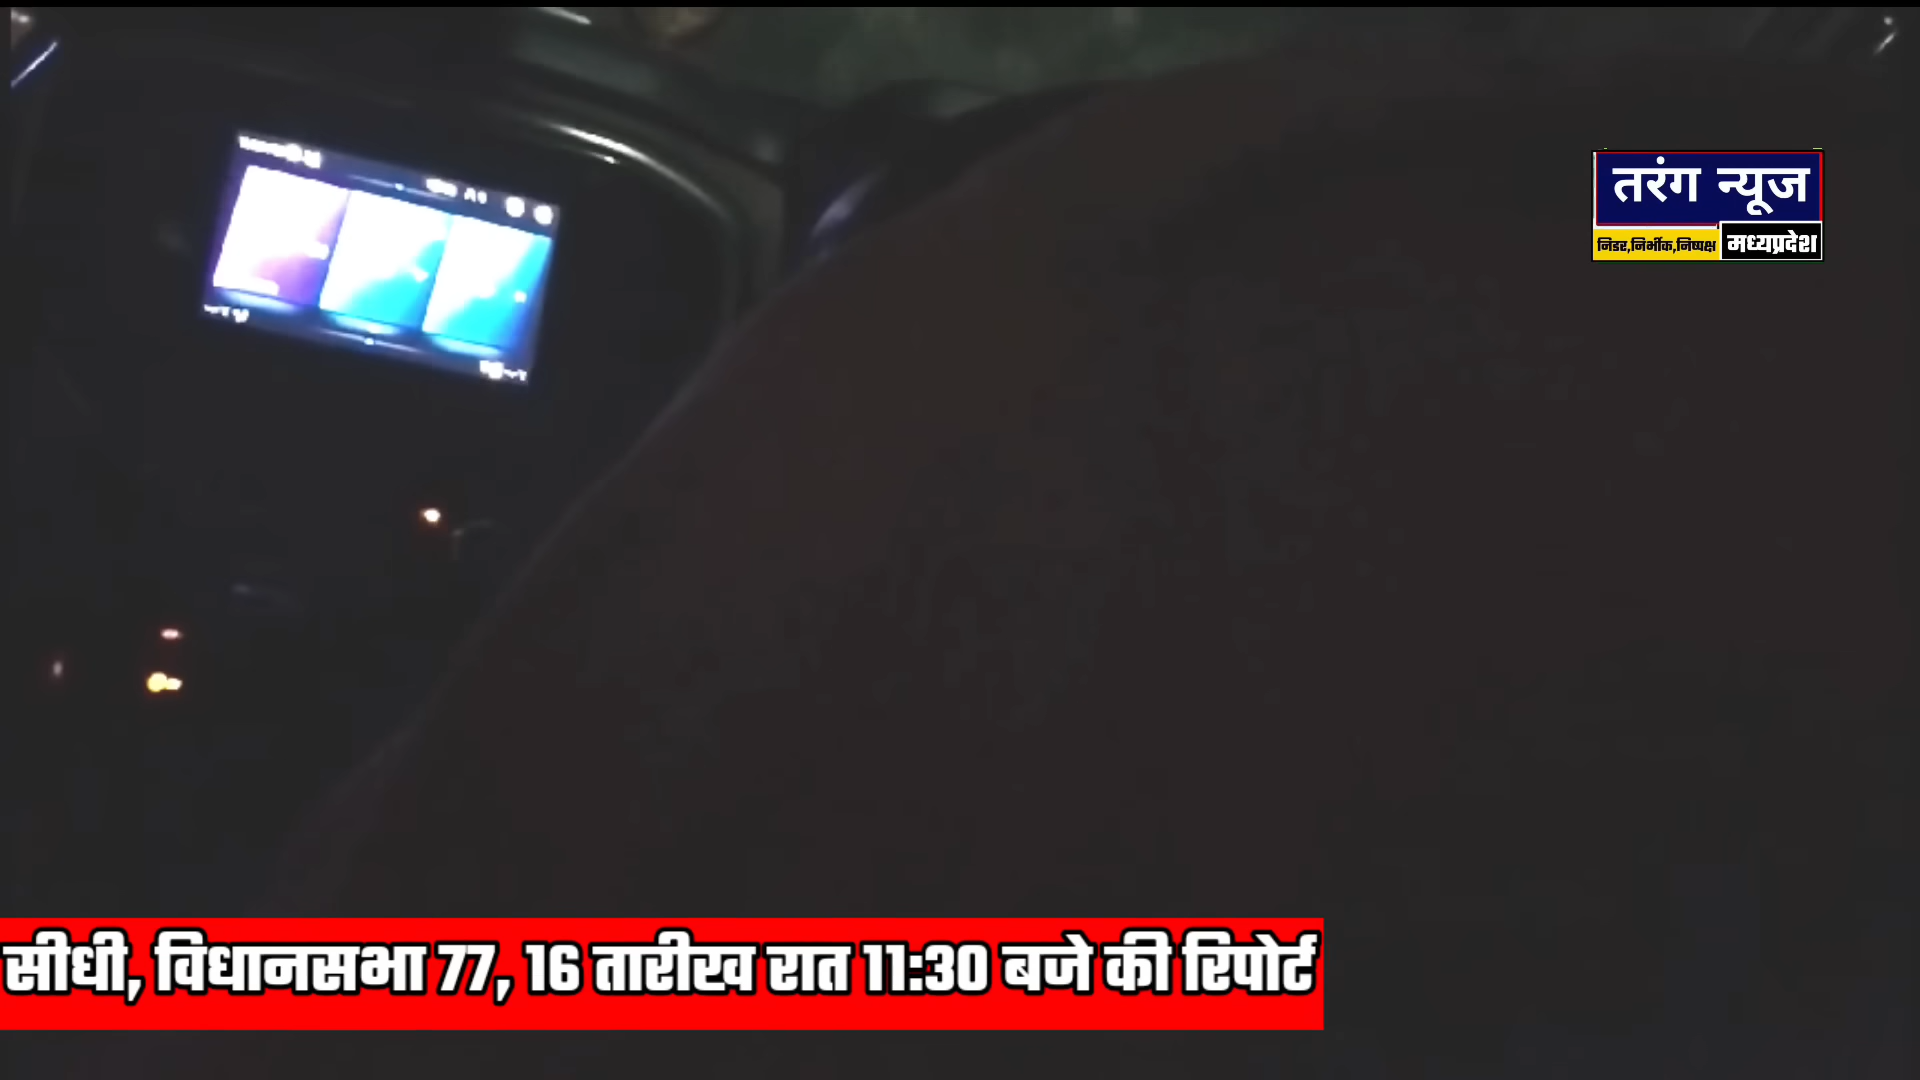 तरंग न्यूज
निडर,निर्भीक,निष्पक्ष मध्यप्रदेश
सीधी, विधानसभा 77, 16 तारीख रात 11:30 बजे की रिपोर्ट